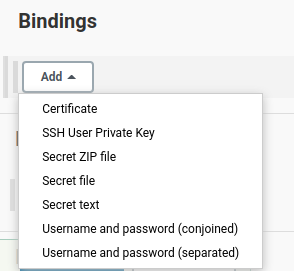 Bindings
Add
Certificate
SSH User Private Key
Secret ZIP file
Secret file
Secret text
Username and password (conjoined)
Username and password (separated)